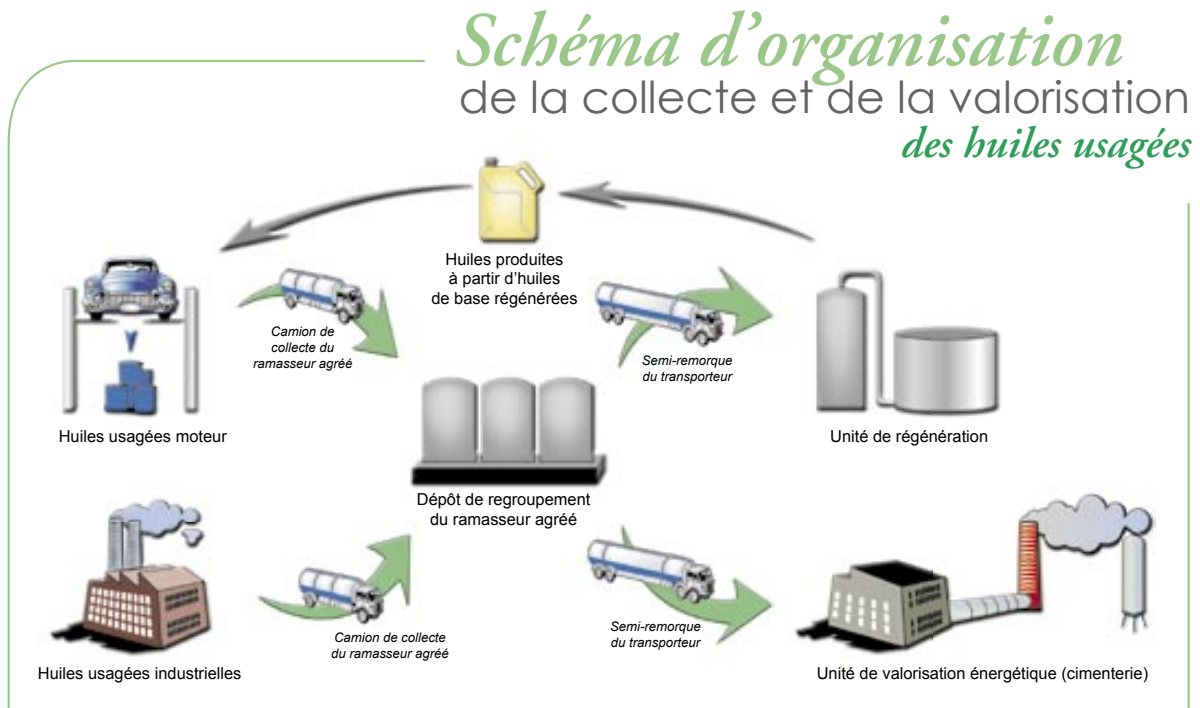 Schéma d'organisation
de la collecte et de la valorisation
des huiles usagées
Huiles produites
à partir d'huiles
de base régénérées
Camion de
collecte du
ramasseur agréé
Semi-remorque
du transporteur
Huiles usagées moteur
Unité de régénération
Dépôt de regroupement
du ramasseur agréé
Camion de collecte
du ramasseur agréé
Semi-remorque
du transporteur
Huiles usagées industrielles
Unité de valorisation énergétique (cimenterie)